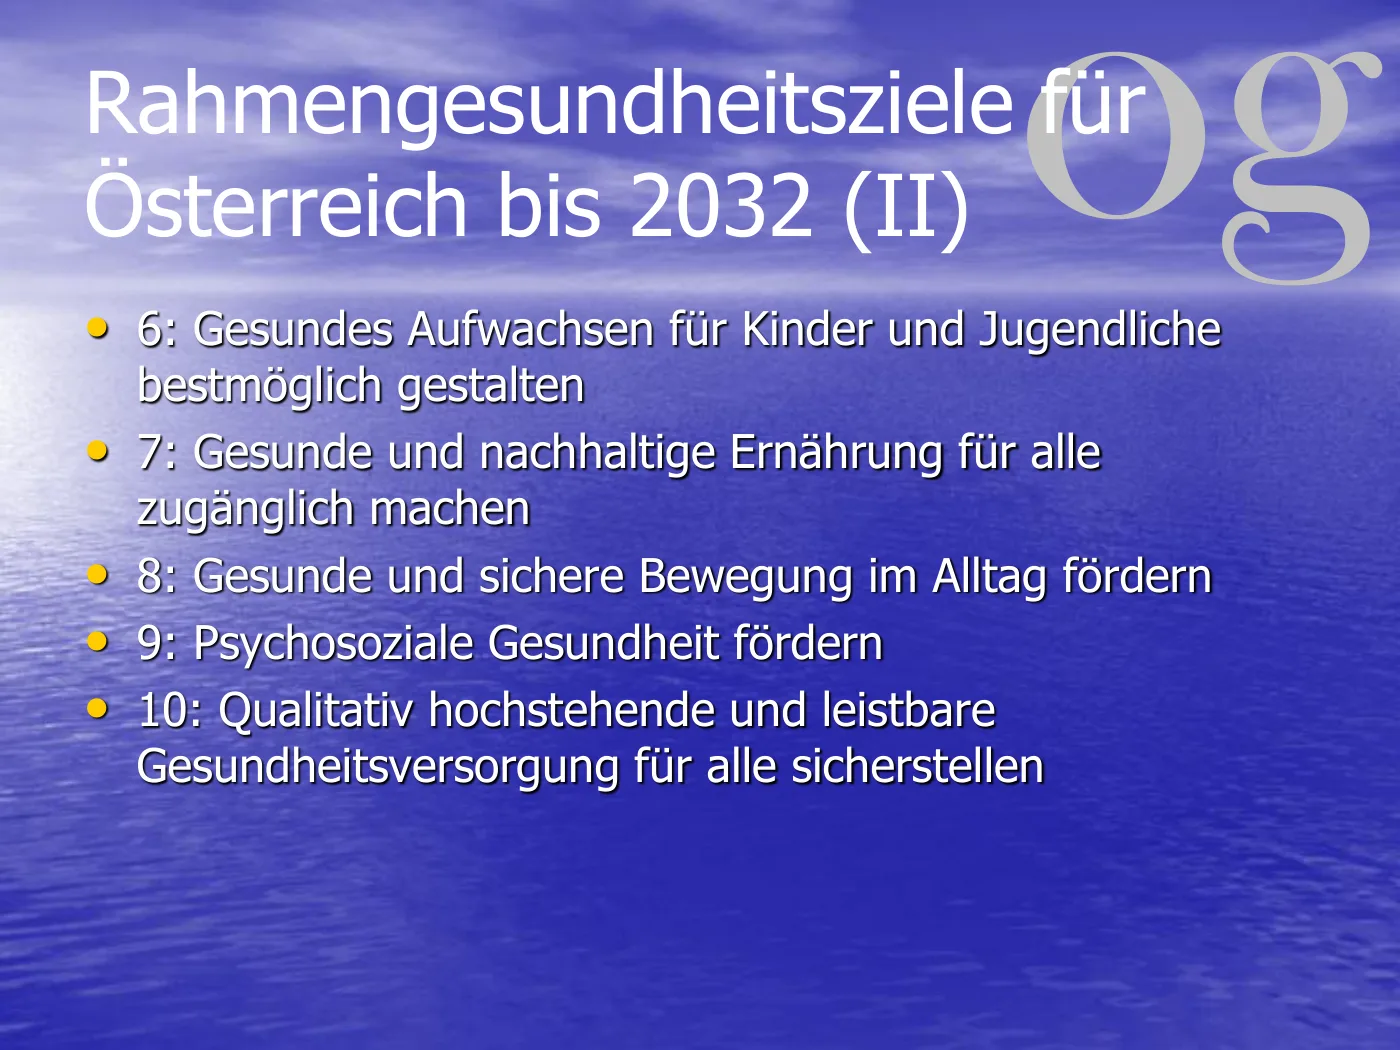 og
Rahmengesundheitsziele für
Österreich bis 2032 (II)
• 6: Gesundes Aufwachsen für Kinder und Jugendliche
bestmöglich gestalten
• 7: Gesunde und nachhaltige Ernährung für alle
zugänglich machen
• 8: Gesunde und sichere Bewegung im Alltag fördern
• 9: Psychosoziale Gesundheit fördern
• 10: Qualitativ hochstehende und leistbare
Gesundheitsversorgung für alle sicherstellen